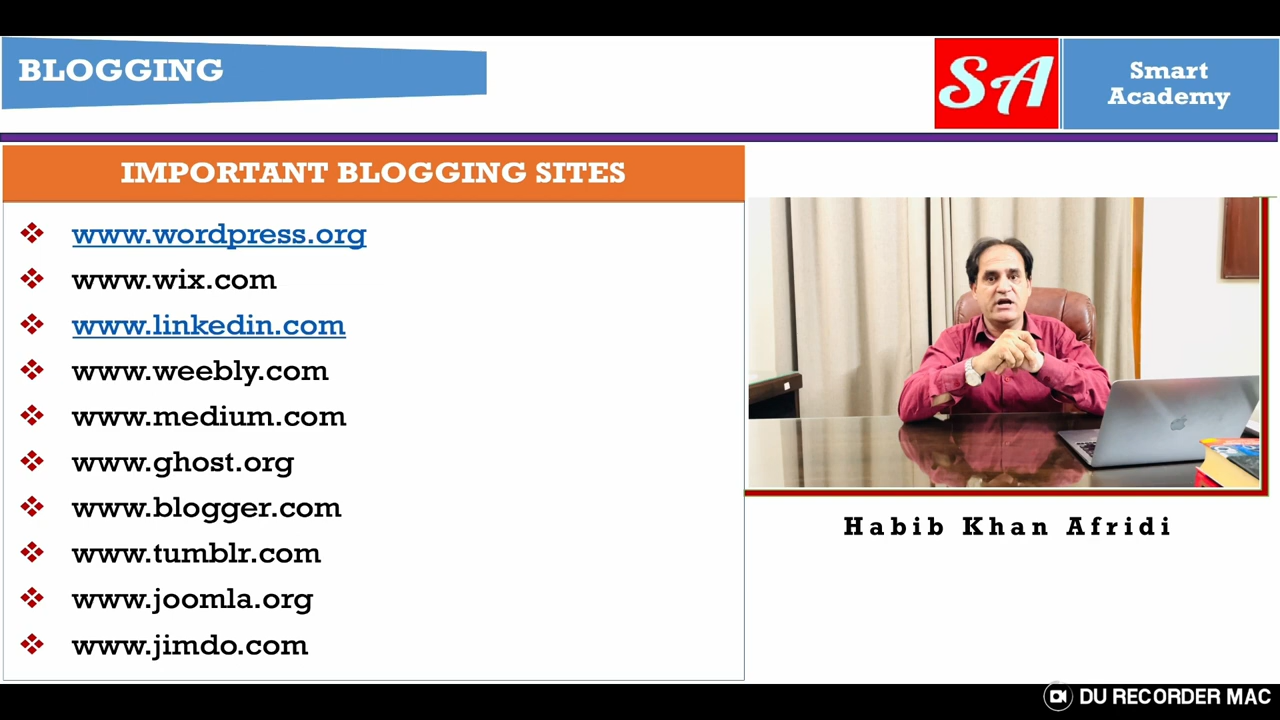 BLOGGING
SA
Smart
Academy
IMPORTANT BLOGGING SITES
www.wordpress.org
www.wix.com
www.linkedin.com
www.weebly.com
www.medium.com
www.ghost.org
www.blogger.com
www.tumblr.com
www.joomla.org
www.jimdo.com
Habib Khan Afridi
DU RECORDER MAC